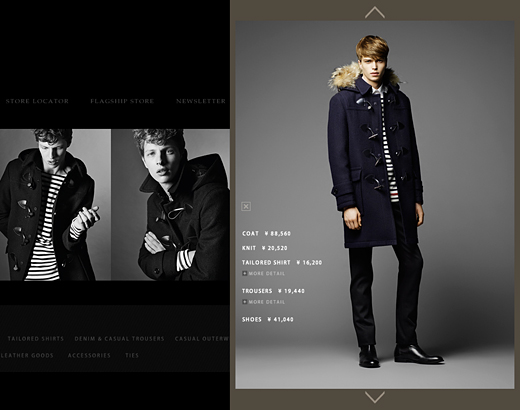 STORE LOCATOR FLAGSHIP STORE NEWSLETTER
TAILORED SHIRTS DENIM & CASUAL TROUSERS CASUAL OUTERW
LEATHER GOODS ACCESSORIES TIES
COAT ¥ 88,560
KNIT ¥ 20,520
TAILORED SHIRT ¥ 16,200
MORE DETAIL
TROUSERS ¥ 19,440
MORE DETAIL
SHOES ¥ 41,040